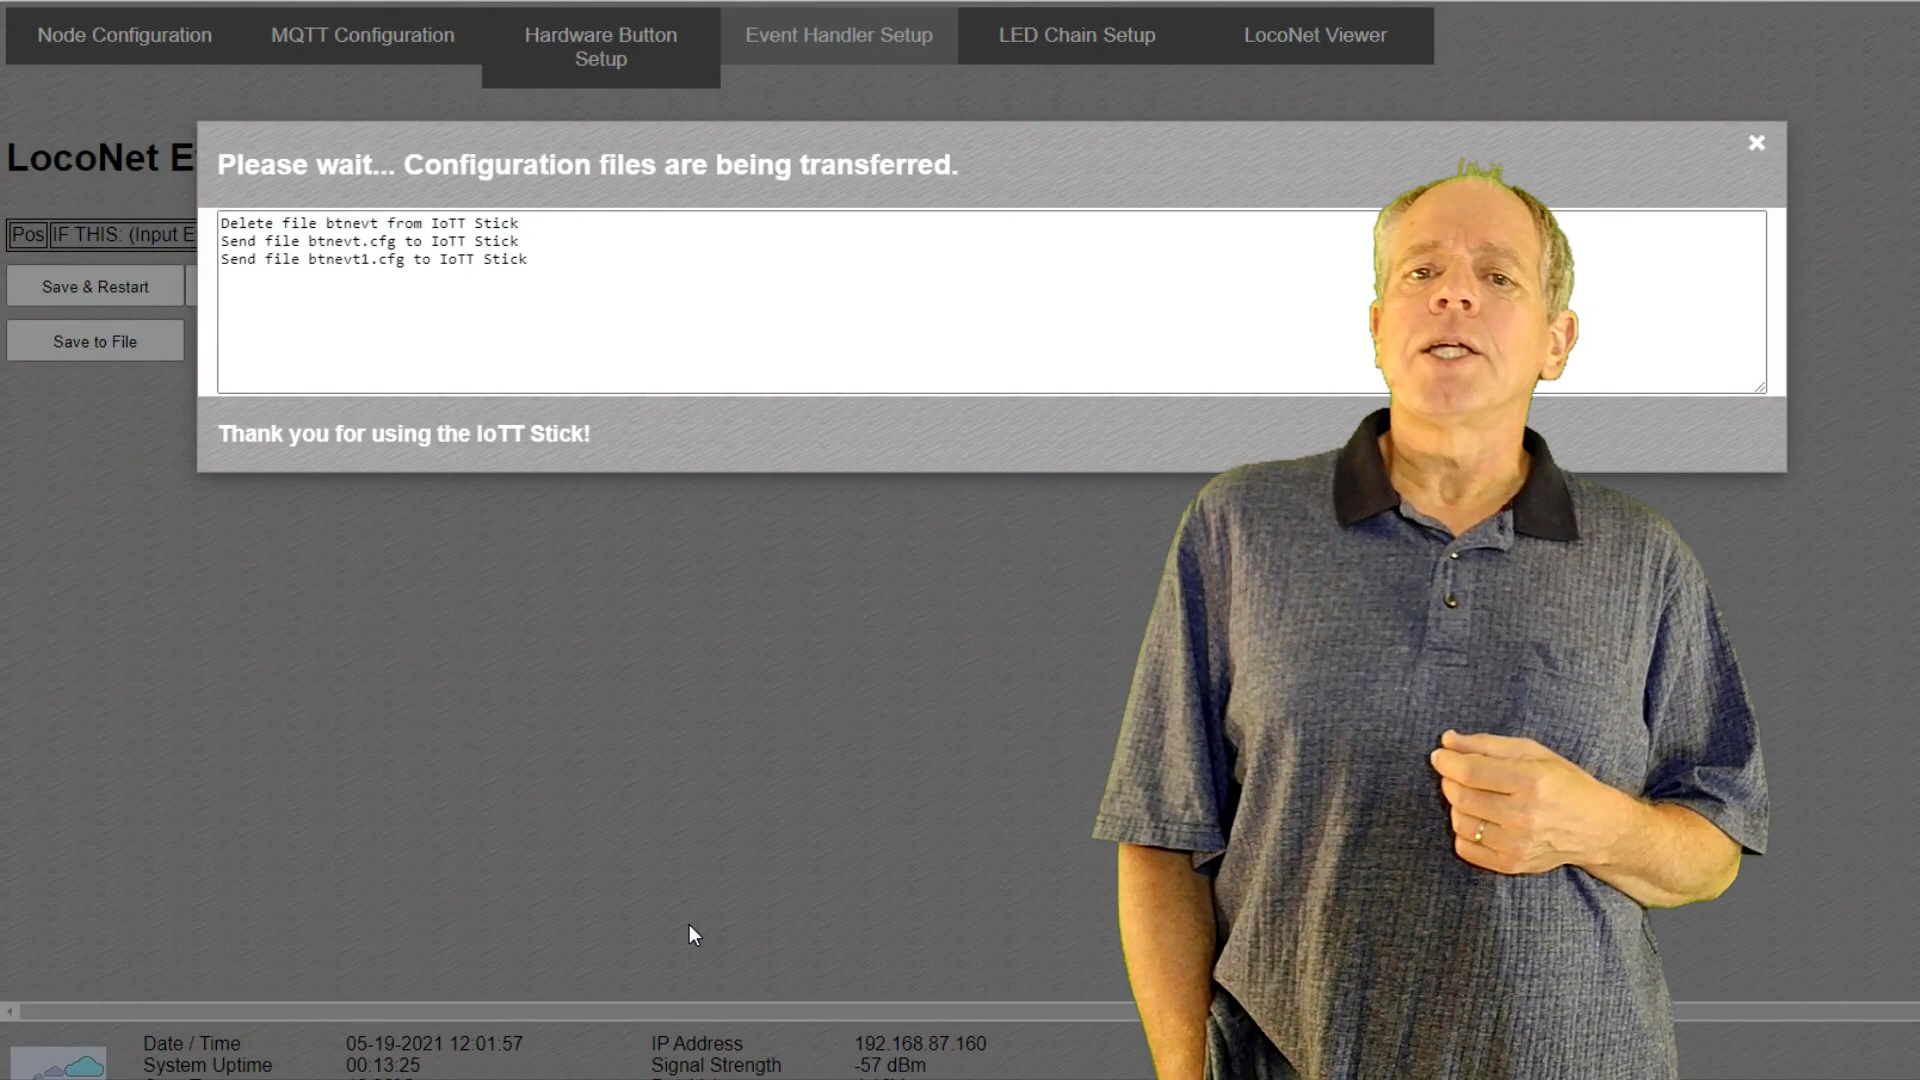 Node Configuration
MQTT Configuration
Hardware Button
Setup
Event Handler Setup
LED Chain Setup
LocoNet Viewer
LocoNet E
Please wait... Configuration files are being transferred.
Pos IF THIS: (Input E
Delete file btnevt from IoTT Stick
Send file btnevt.cfg to IoTT Stick
Send file btnevt1.cfg to IoTT Stick
Save & Restart
Save to File
Thank you for using the IoTT Stick!
Date / Time 05-19-2021 12:01:57 IP Address 192.168.87.160
System Uptime 00:13:25 Signal Strength -57 dBm